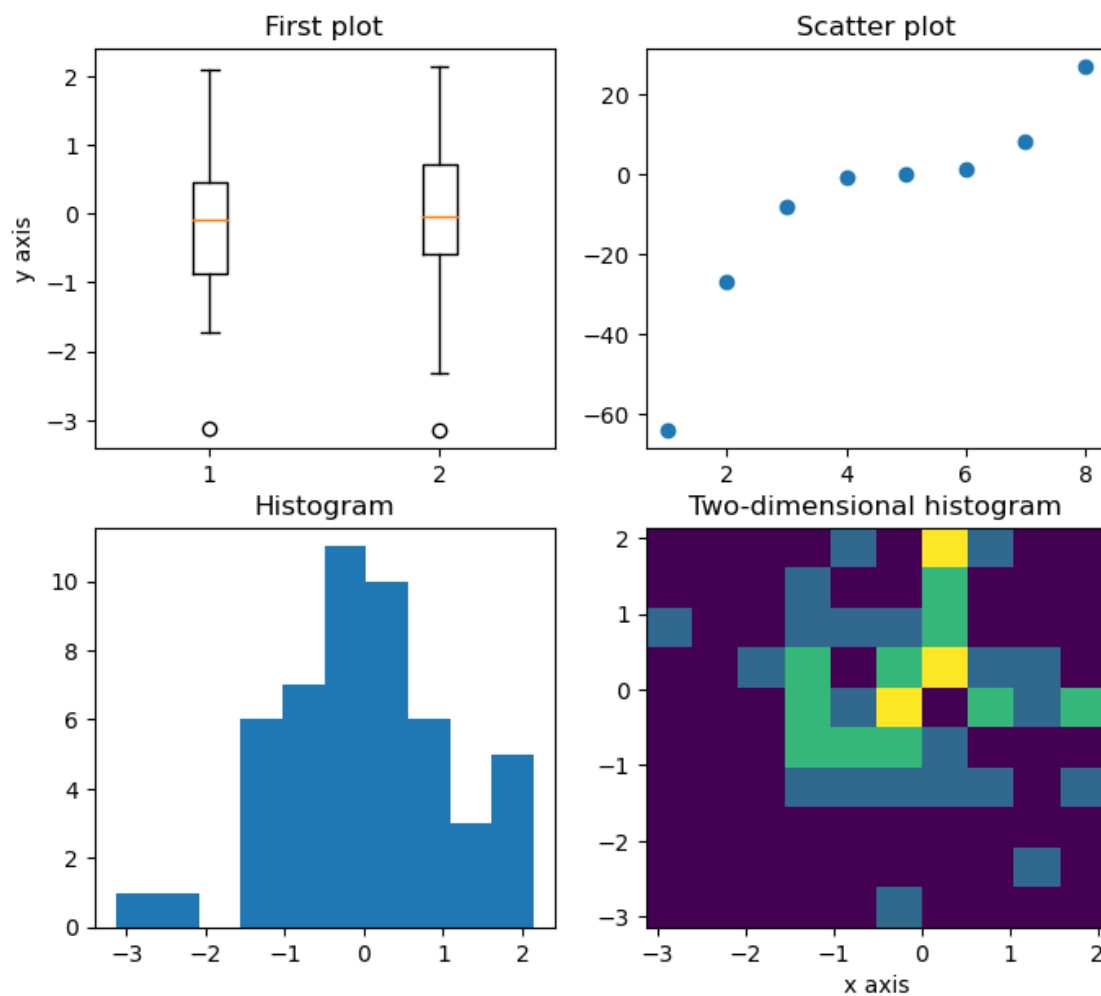 First plot
2
1
0
−1
−2
−3
y axis
1 2
Scatter plot
20
0
−20
−40
−60
2 4 6 8
Histogram
10
8
6
4
2
0
−3 −2 −1 0 1 2
Two-dimensional histogram
2
1
0
−1
−2
−3
−3 −2 −1 0 1 2
x axis